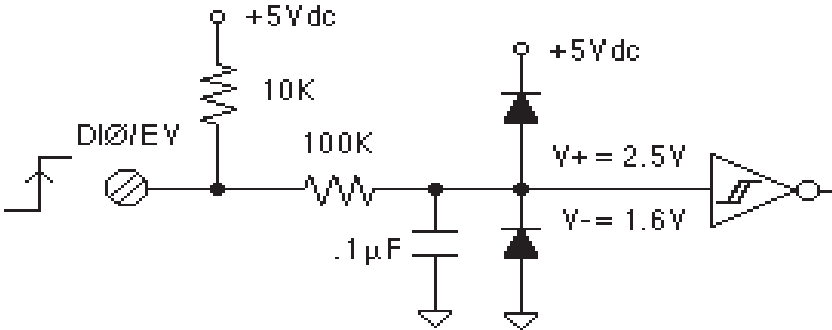 +5Vdc
+5Vdc
10K
DIØ/EV
100K
V+ = 2.5V
V- = 1.6V
.1µF